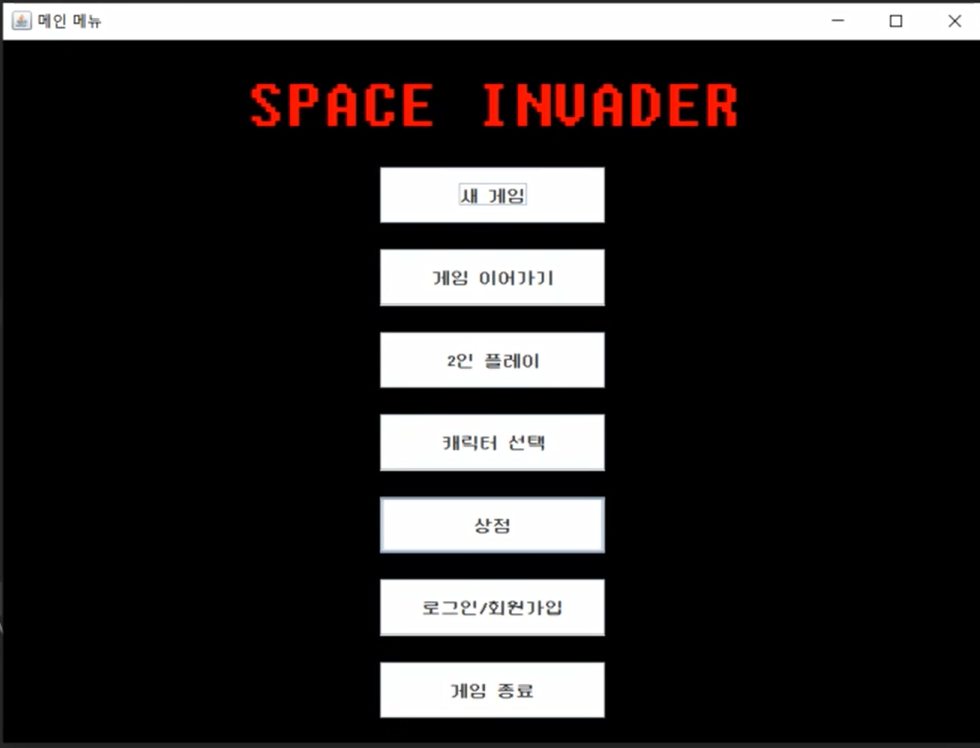 메인 메뉴
SPACE INVADER
새 게임
게임 이어가기
2인 플레이
캐릭터 선택
상점
로그인/회원가입
게임 종료